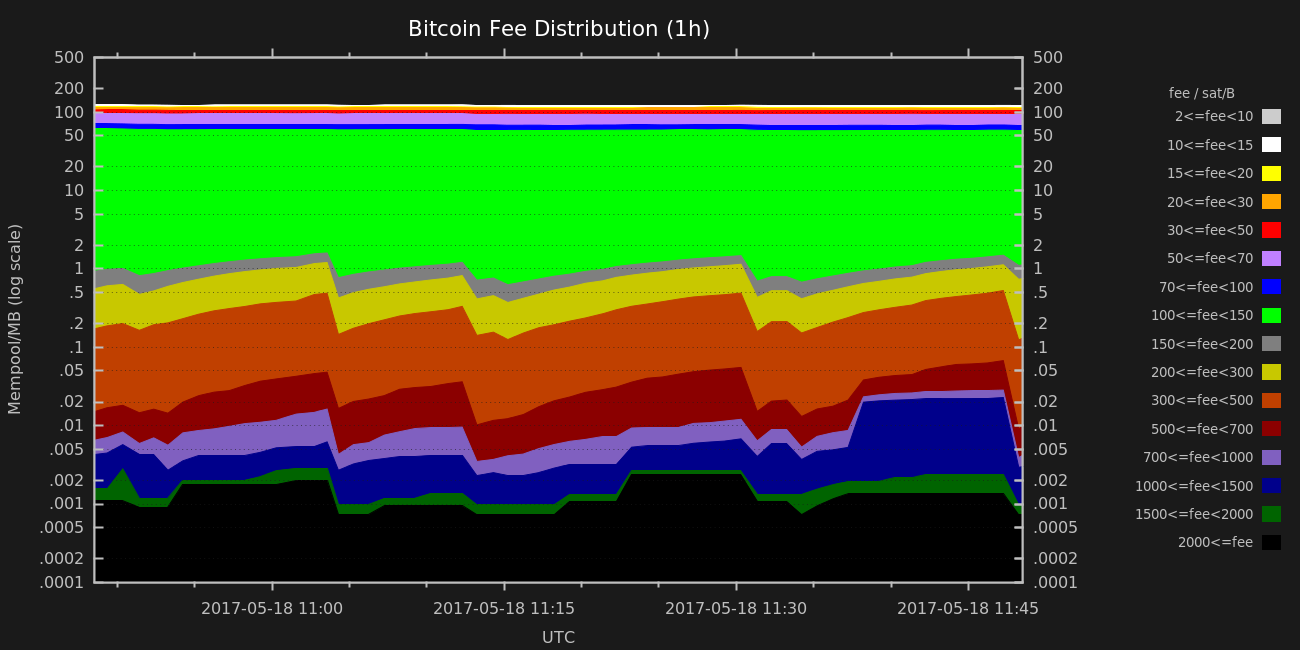 Bitcoin Fee Distribution (1h)
500 500
200 200
100 100
50 50
20 20
10 10
5 5
2 2
1 1
.5 .5
.2 .2
.1 .1
.05 .05
.02 .02
.01 .01
.005 .005
.002 .002
.001 .001
.0005 .0005
.0002 .0002
.0001 .0001
Mempool/MB (log scale)
2017-05-18 11:00 2017-05-18 11:15 2017-05-18 11:30 2017-05-18 11:45
UTC
fee / sat/B
2<=fee<10
10<=fee<15
15<=fee<20
20<=fee<30
30<=fee<50
50<=fee<70
70<=fee<100
100<=fee<150
150<=fee<200
200<=fee<300
300<=fee<500
500<=fee<700
700<=fee<1000
1000<=fee<1500
1500<=fee<2000
2000<=fee